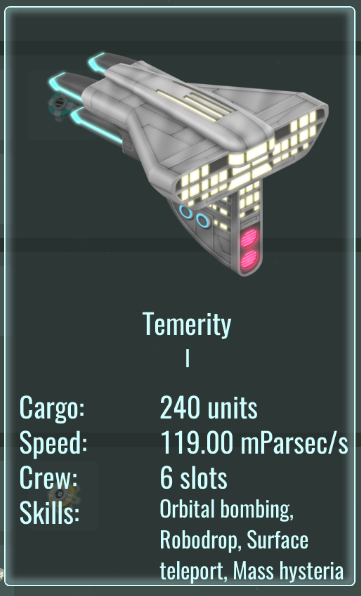 Temerity
I
Cargo: 240 units
Speed: 119.00 mParsec/s
Crew: 6 slots
Skills: Orbital bombing,
Robodrop, Surface
teleport, Mass hysteria